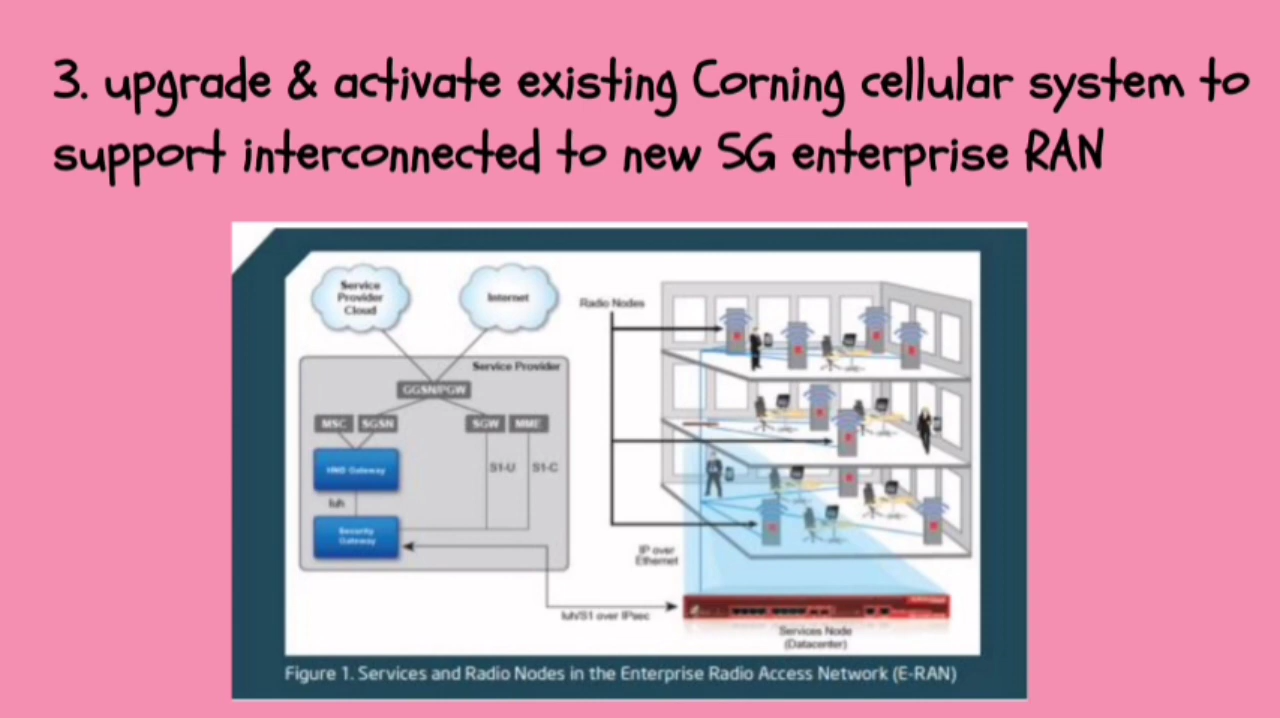 3. upgrade & activate existing Corning cellular system to
support interconnected to new 5G enterprise RAN
Service
Provider
Cloud
Internet
Service Provider
GGSN/PGW
MSC
SGSN
SGW
MME
HNB Gateway
S1-U
S1-C
Iuh
Security
Gateway
Radio Nodes
IP over
Ethernet
Iuh/S1 over IPsec
Services Node
(Datacenter)
Figure 1. Services and Radio Nodes in the Enterprise Radio Access Network (E-RAN)